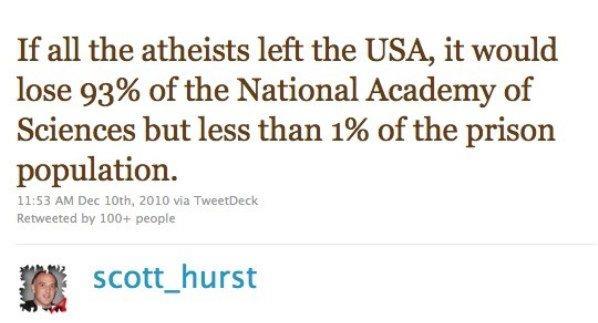 If all the atheists left the USA, it would
lose 93% of the National Academy of
Sciences but less than 1% of the prison
population.
11:53 AM Dec 10th, 2010 via TweetDeck
Retweeted by 100+ people
scott_hurst